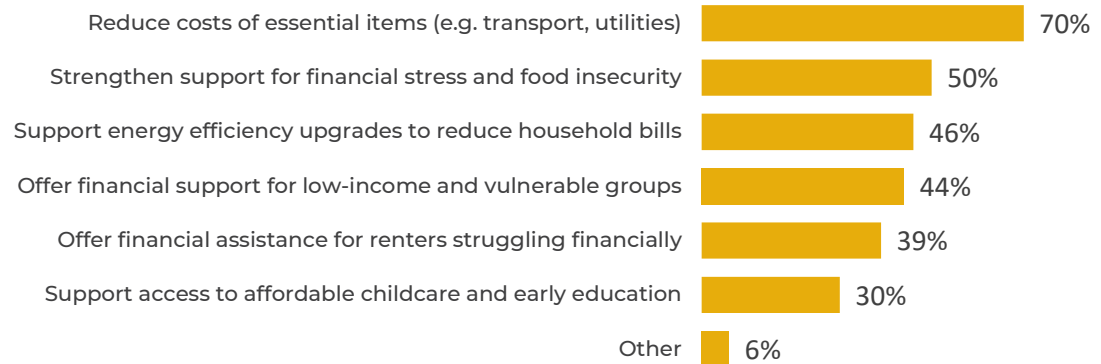 Reduce costs of essential items (e.g. transport, utilities) 70%
Strengthen support for financial stress and food insecurity 50%
Support energy efficiency upgrades to reduce household bills 46%
Offer financial support for low-income and vulnerable groups 44%
Offer financial assistance for renters struggling financially 39%
Support access to affordable childcare and early education 30%
Other 6%